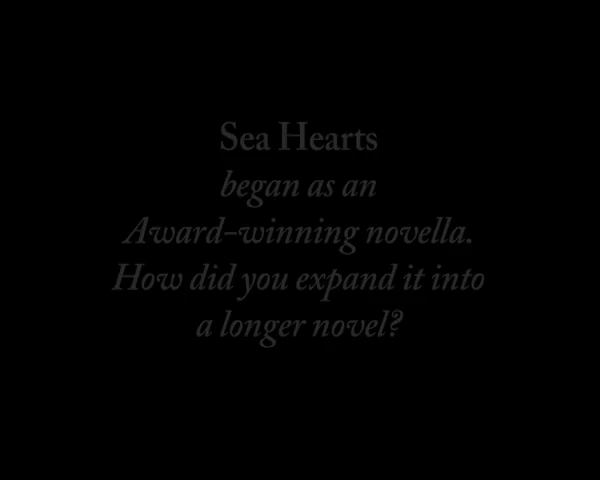 Sea Hearts
began as an
Award-winning novella.
How did you expand it into
a longer novel?